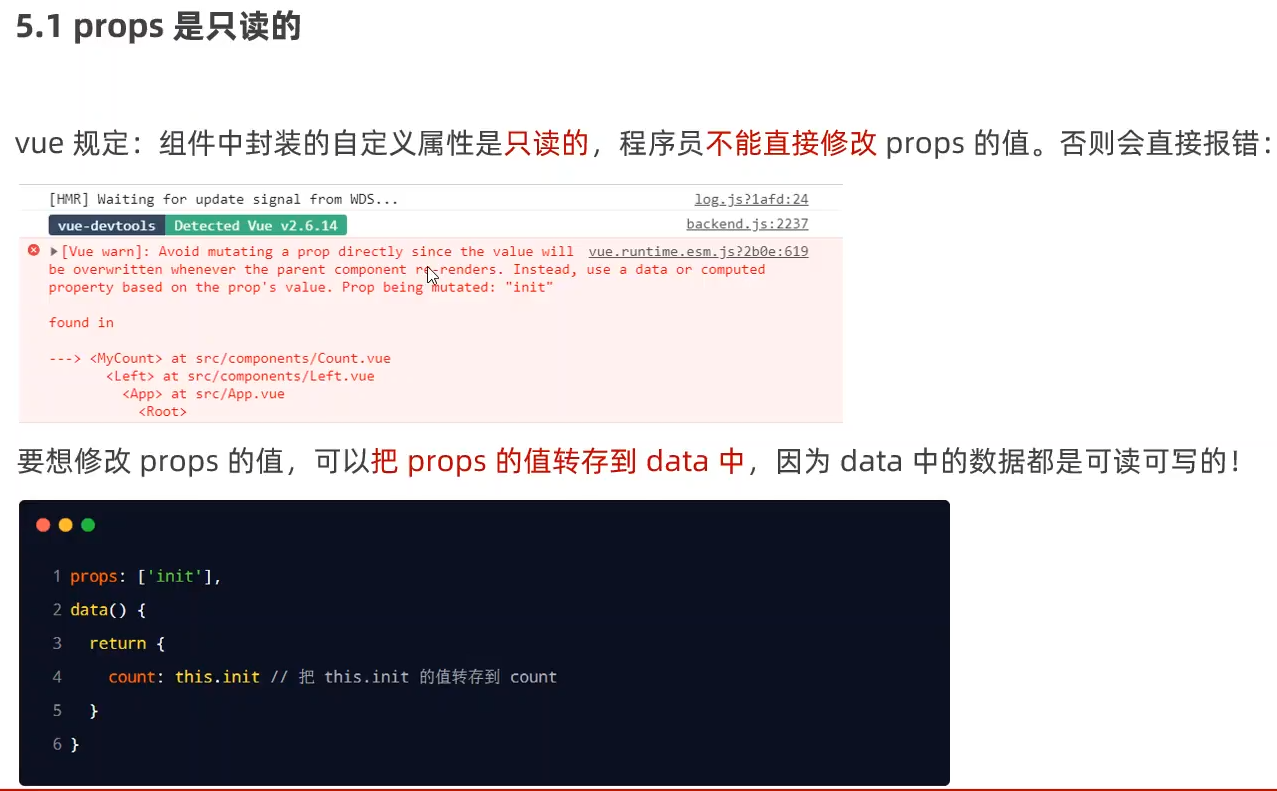 5.1 props 是只读的
vue 规定：组件中封装的自定义属性是只读的，程序员不能直接修改 props 的值。否则会直接报错：
[HMR] Waiting for update signal from WDS... log.js?1afd:24
vue-devtools Detected Vue v2.6.14 backend.js:2237
[Vue warn]: Avoid mutating a prop directly since the value will vue.runtime.esm.js?2b0e:619
be overwritten whenever the parent component re-renders. Instead, use a data or computed
property based on the prop's value. Prop being mutated: "init"
found in
---> <MyCount> at src/components/Count.vue
<Left> at src/components/Left.vue
<App> at src/App.vue
<Root>
要想修改 props 的值，可以把 props 的值转存到 data 中，因为 data 中的数据都是可读可写的！
1 props: ['init'],
2 data() {
3 return {
4 count: this.init // 把 this.init 的值转存到 count
5 }
6 }